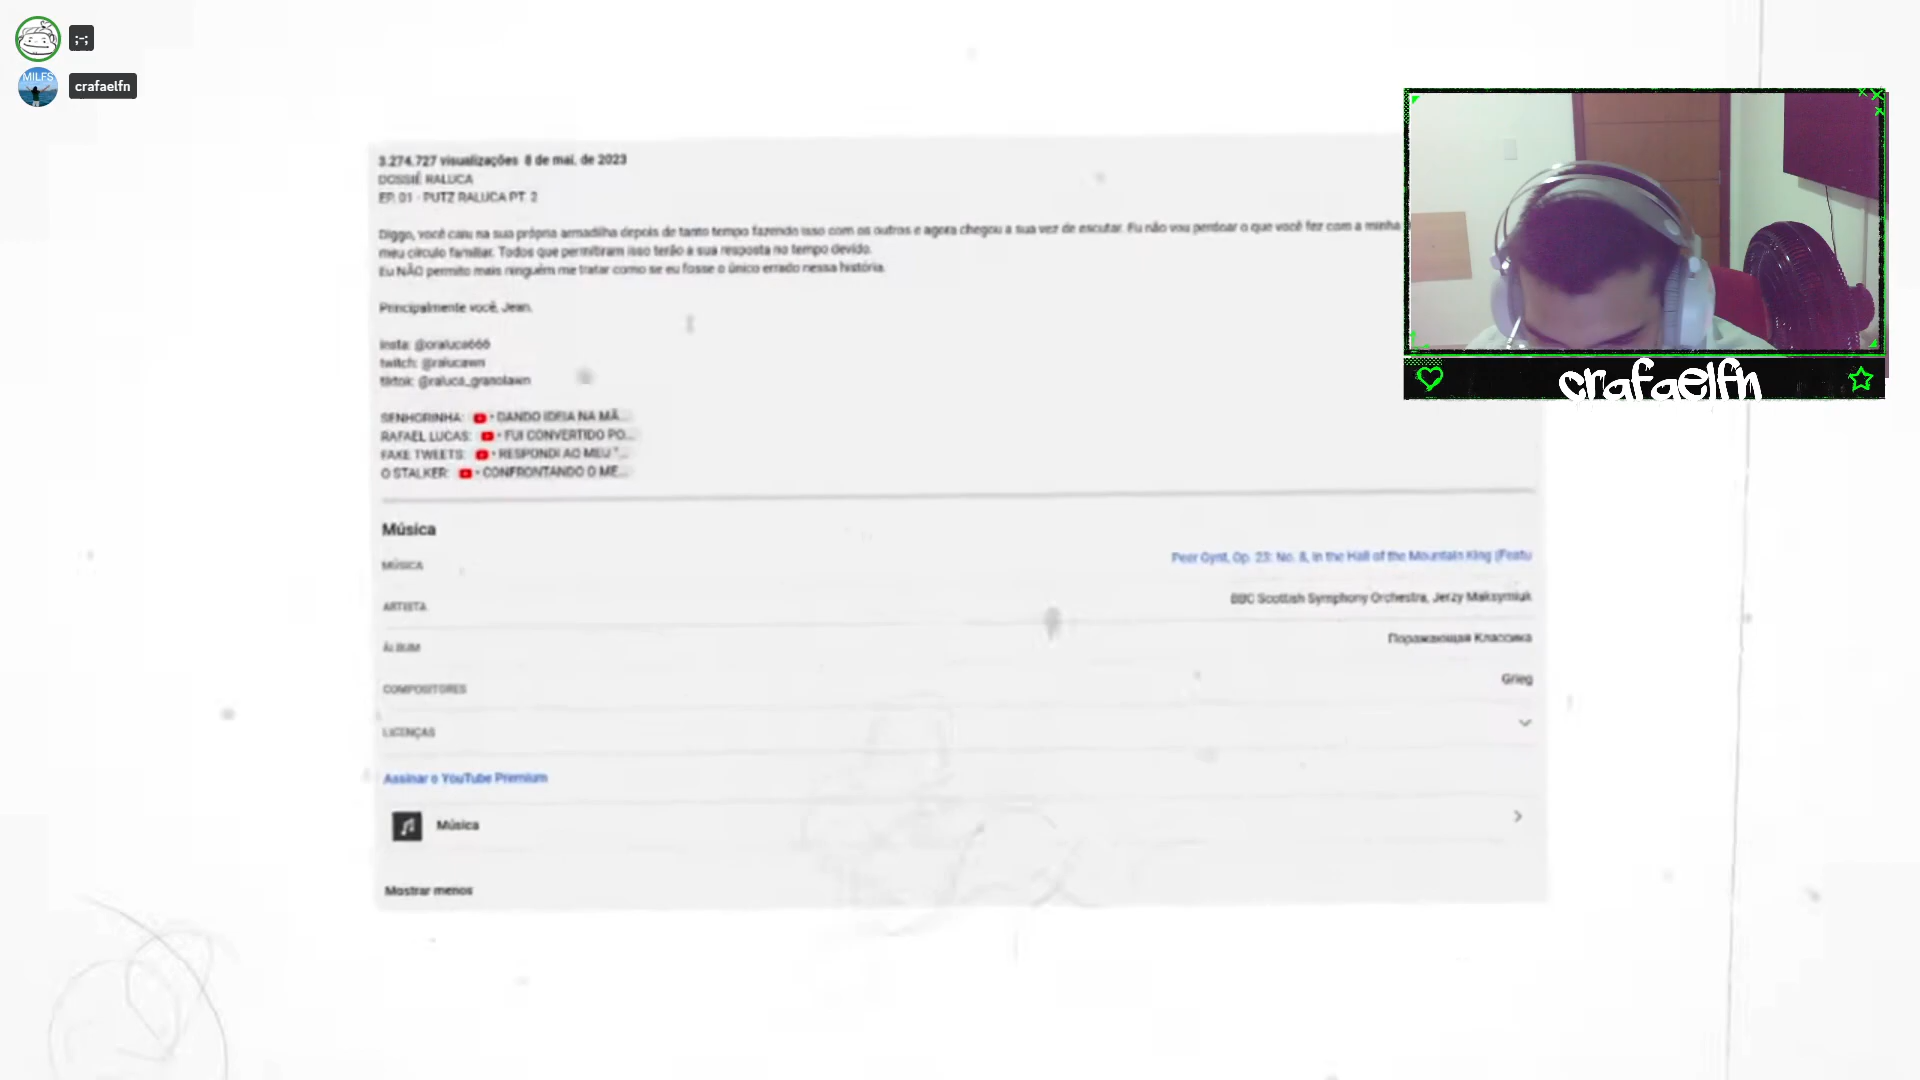 ;-;
MILFS
crafaelfn
3.274.727 visualizações 8 de mai. de 2023
DOSSIÊ RALUCA
EP. 01 - PUTZ RALUCA PT. 2
Diggo, você caiu na sua própria armadilha depois de tanto tempo fazendo isso com os outros e agora chegou a sua vez de escutar. Eu não vou perdoar o que você fez com a minha
meu círculo familiar. Todos que permitiram isso terão a sua resposta no tempo devido.
Eu NÃO permito mais ninguém me tratar como se eu fosse o único errado nessa história.
Principalmente você, Jean.
insta: @oraluca666
twitch: @ralucawn
tiktok: @raluca_granolawn
SENHORINHA: • DANDO IDEIA NA MÃ...
RAFAEL LUCAS: • FUI CONVERTIDO PO...
FAKE TWEETS: • RESPONDI AO MEU "...
O STALKER: • CONFRONTANDO O ME...
Música
MÚSICA
Peer Gynt, Op. 23: No. 8, In the Hall of the Mountain King (Featu
ARTISTA
BBC Scottish Symphony Orchestra, Jerzy Maksymiuk
ÁLBUM
Поражающая Классика
COMPOSITORES
Grieg
LICENÇAS
Assinar o YouTube Premium
Música
Mostrar menos
crafaelfn